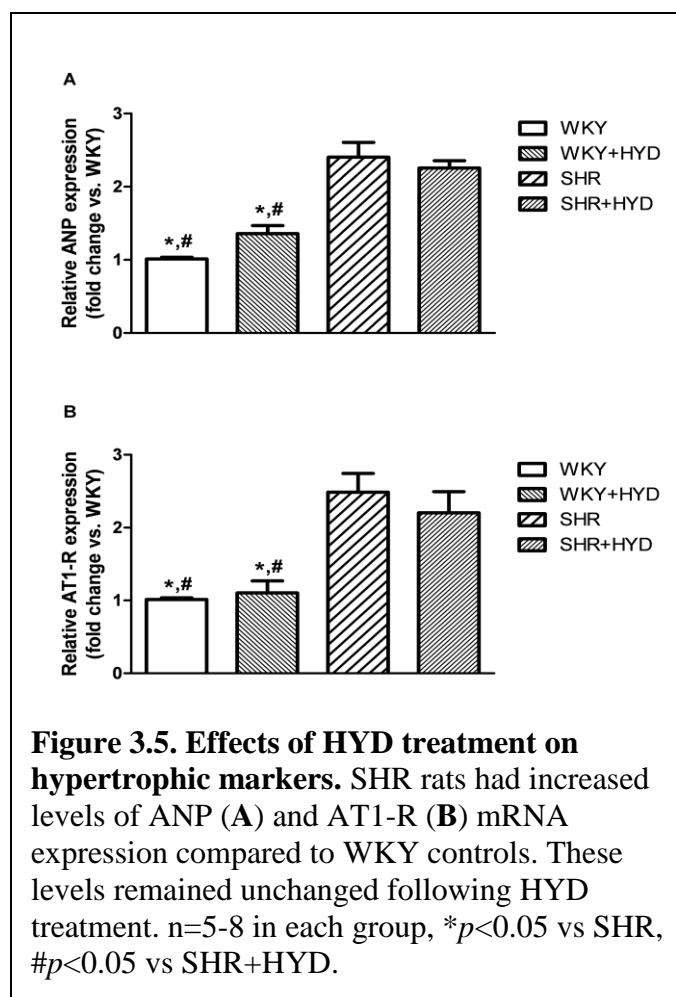 A
Relative ANP expression
(fold change vs. WKY)
3
2
1
0
*,#
*,#
WKY
WKY+HYD
SHR
SHR+HYD
B
Relative AT1-R expression
(fold change vs. WKY)
3
2
1
0
*,#
*,#
WKY
WKY+HYD
SHR
SHR+HYD
Figure 3.5. Effects of HYD treatment on
hypertrophic markers. SHR rats had increased
levels of ANP (A) and AT1-R (B) mRNA
expression compared to WKY controls. These
levels remained unchanged following HYD
treatment. n=5-8 in each group, *p<0.05 vs SHR,
#p<0.05 vs SHR+HYD.